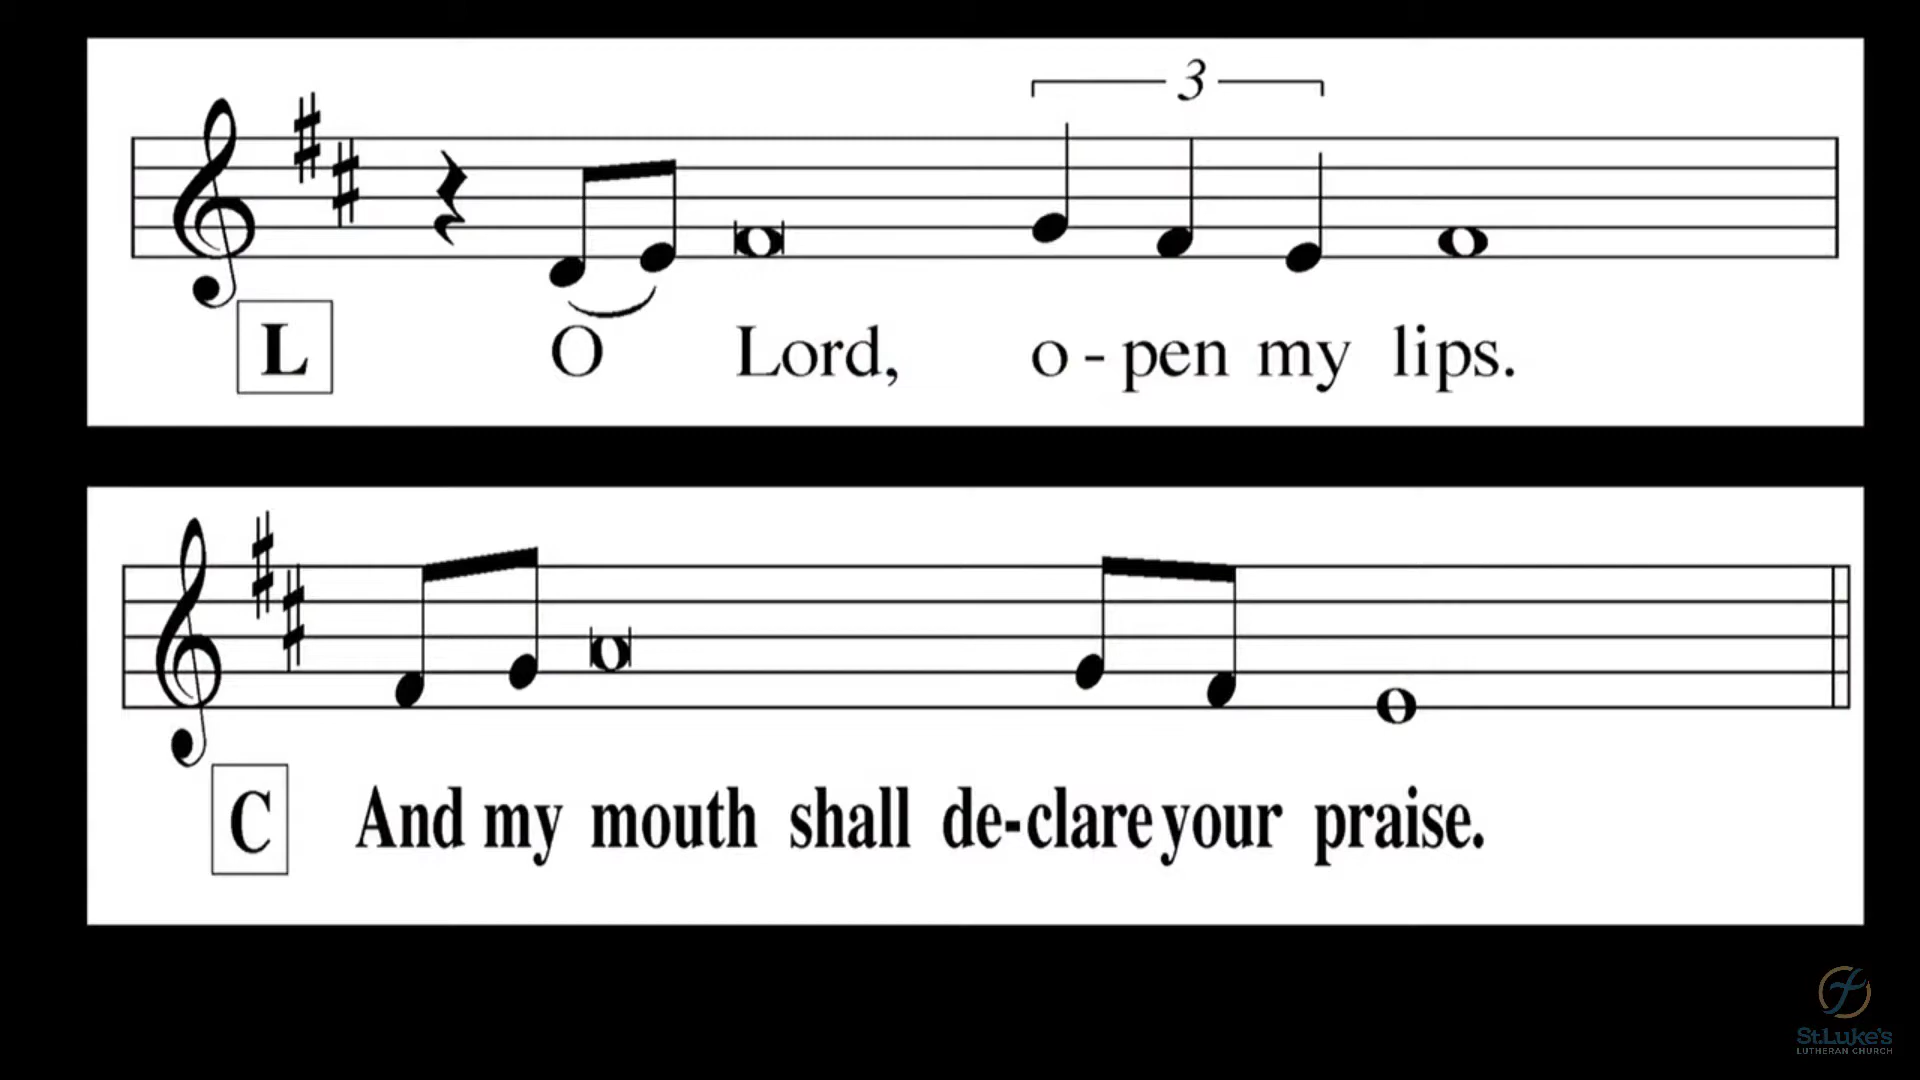 3
L O Lord, o - pen my lips.
C And my mouth shall de-clare your praise.
St.Luke's
LUTHERAN CHURCH